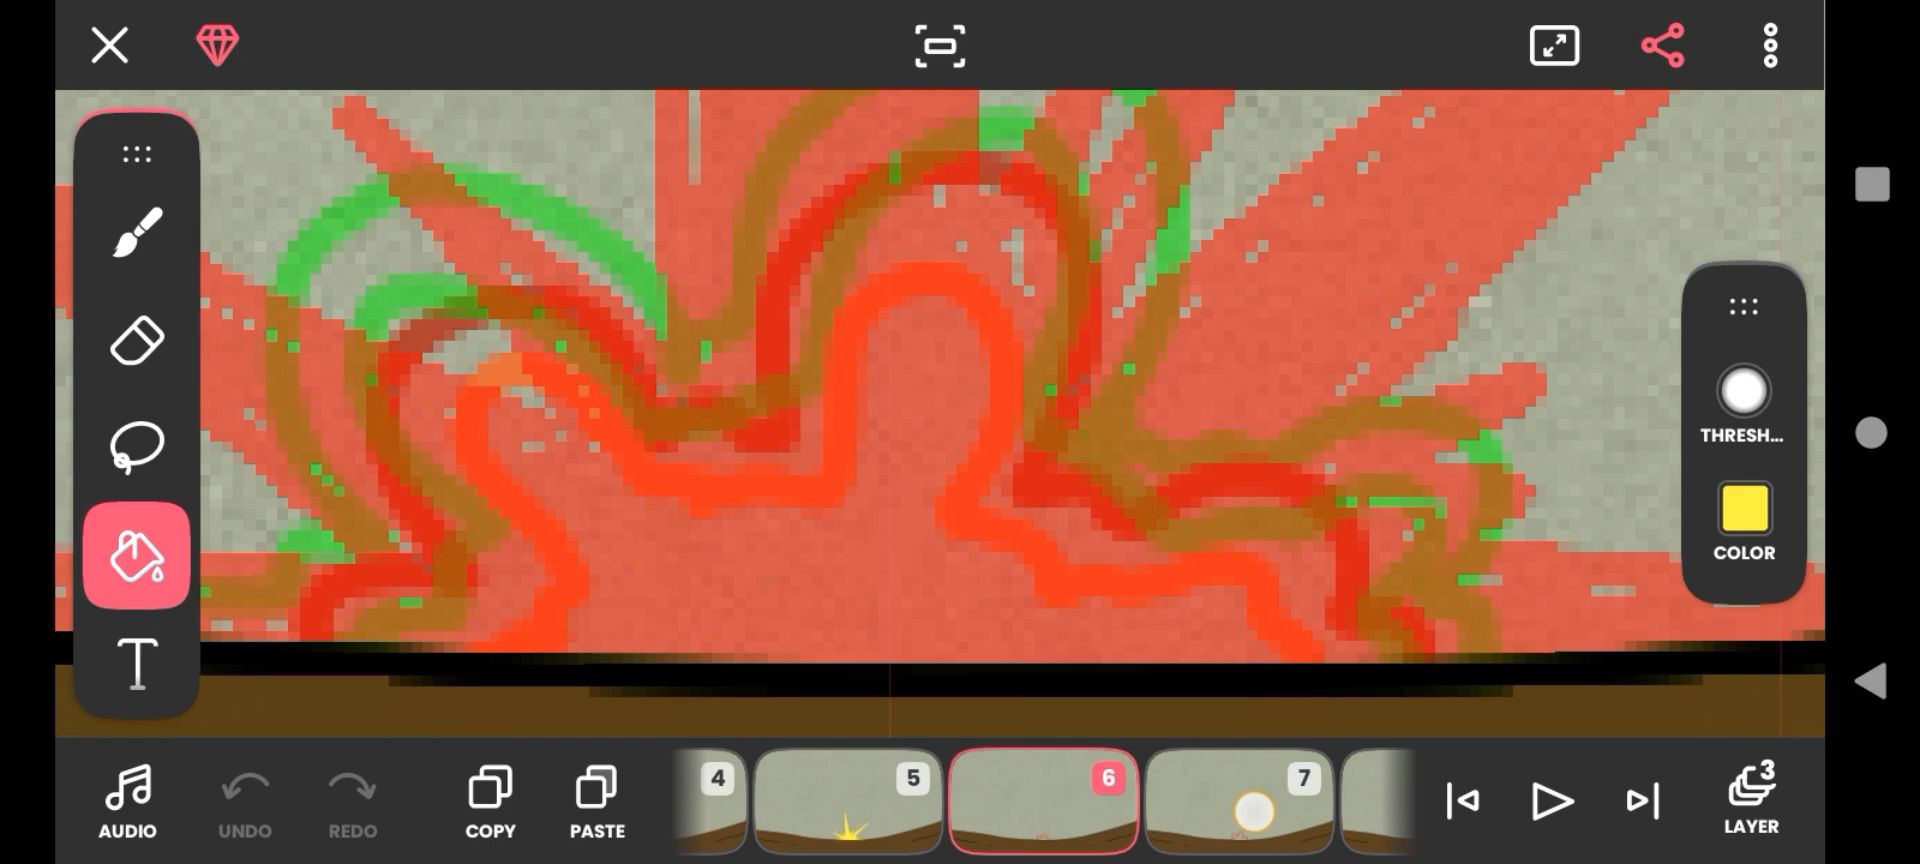 THRESH...
COLOR
T
4
5
6
7
3
AUDIO
UNDO
REDO
COPY
PASTE
LAYER